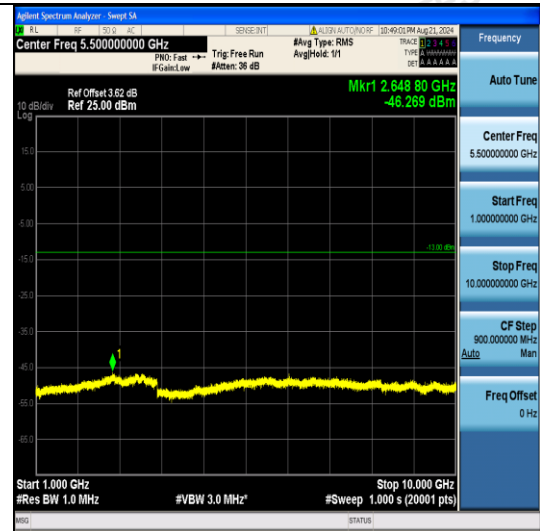 Agilent Spectrum Analyzer - Swept SA
RL RF 50 Ω AC SENSE:INT ALIGN AUTO/NO RF 10:49:01 PM Aug 21, 2024
Center Freq 5.500000000 GHz
PNO: Fast
IFGain:Low
Trig: Free Run
#Atten: 36 dB
#Avg Type: RMS
Avg|Hold: 1/1
TRACE 1 2 3 4 5 6
TYPE A
DET A A A A A A
Frequency
Mkr1 2.648 80 GHz
-46.269 dBm
Ref Offset 3.62 dB
Ref 25.00 dBm
10 dB/div
Log
15.0
5.00
-5.00
-13.00 dBm
-15.0
-25.0
-35.0
-45.0
-55.0
-65.0
1
Start 1.000 GHz
Stop 10.000 GHz
#Res BW 1.0 MHz
#VBW 3.0 MHz*
#Sweep 1.000 s (20001 pts)
MSG
STATUS
Auto Tune
Center Freq
5.500000000 GHz
Start Freq
1.000000000 GHz
Stop Freq
10.000000000 GHz
CF Step
900.000000 MHz
Auto Man
Freq Offset
0 Hz